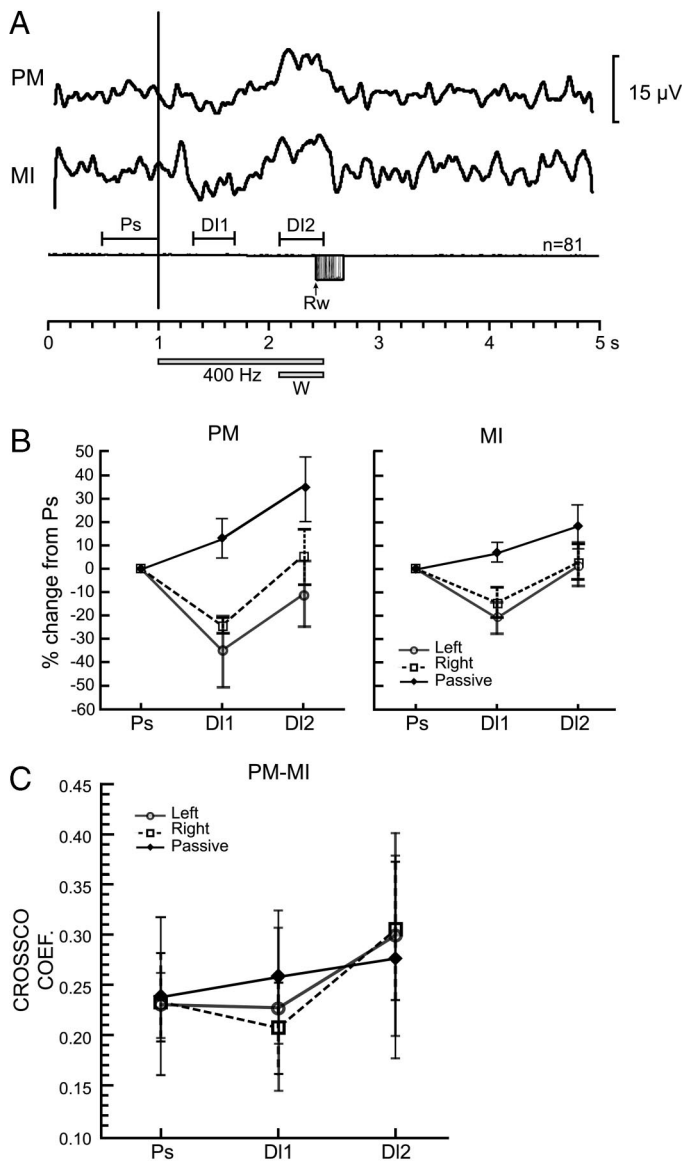 A
PM
15 µV
MI
Ps DI1 DI2
n=81
Rw
0 1 2 3 4 5 s
400 Hz
W
B
PM MI
50
40
30
20
10
0
-10
-20
-30
-40
-50
-60
% change from Ps
Left
Right
Passive
Ps DI1 DI2 Ps DI1 DI2
C
PM-MI
0.45
0.40
0.35
0.30
0.25
0.20
0.15
0.10
CROSSCO
COEF.
Left
Right
Passive
Ps DI1 DI2